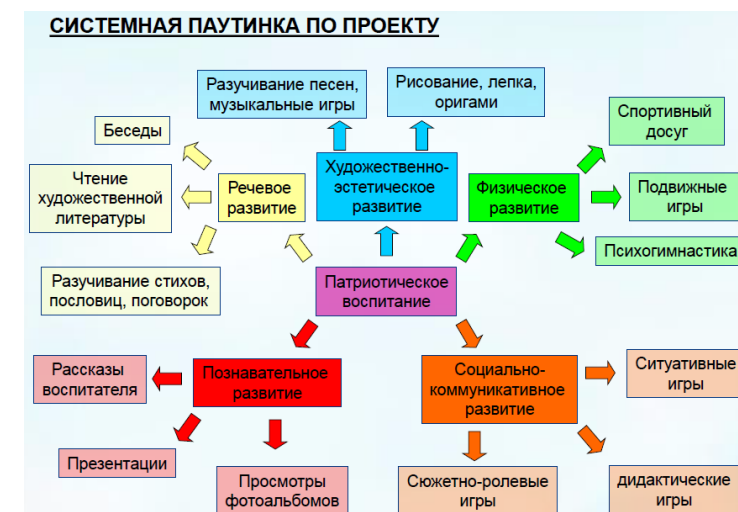 СИСТЕМНАЯ ПАУТИНКА ПО ПРОЕКТУ
Разучивание песен,
музыкальные игры
Рисование, лепка,
оригами
Спортивный
досуг
Беседы
Чтение
художественной
литературы
Речевое
развитие
Художественно-
эстетическое
развитие
Физическое
развитие
Подвижные
игры
Психогимнастика
Разучивание стихов,
пословиц, поговорок
Патриотическое
воспитание
Рассказы
воспитателя
Познавательное
развитие
Социально-
коммуникативное
развитие
Ситуативные
игры
Презентации
Просмотры
фотоальбомов
Сюжетно-ролевые
игры
дидактические
игры